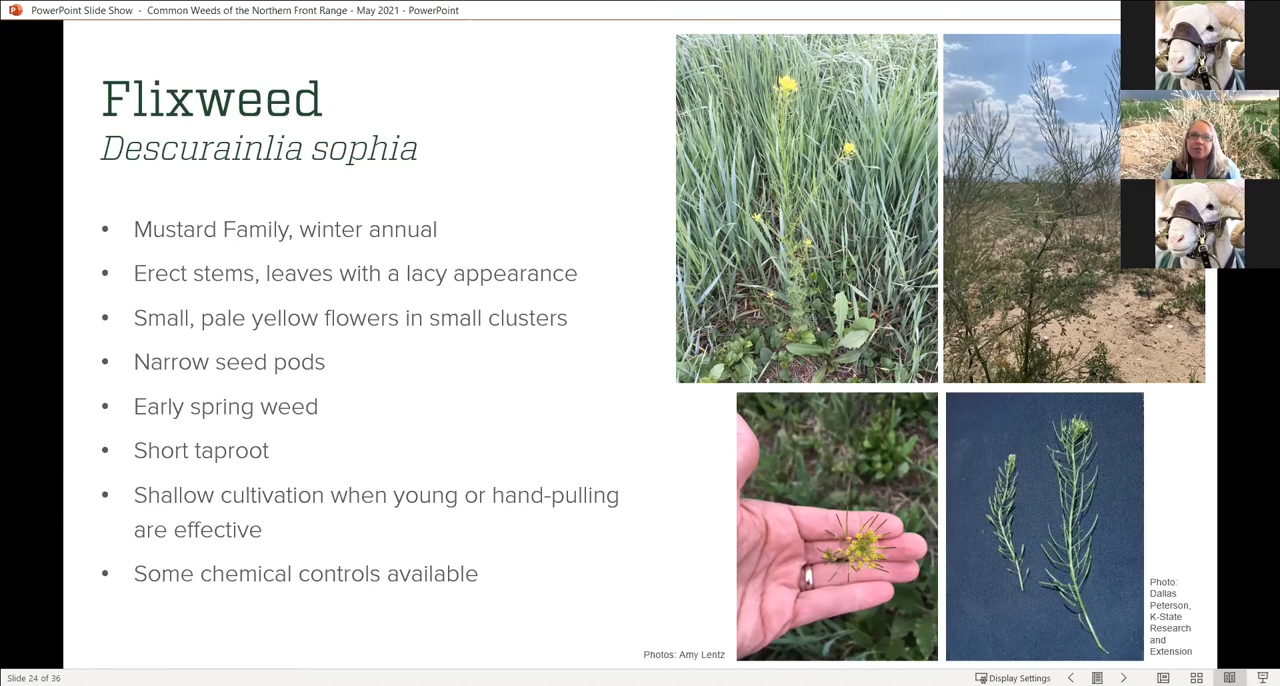 PowerPoint Slide Show - Common Weeds of the Northern Front Range - May 2021 - PowerPoint
Flixweed
Descurainlia sophia
• Mustard Family, winter annual
• Erect stems, leaves with a lacy appearance
• Small, pale yellow flowers in small clusters
• Narrow seed pods
• Early spring weed
• Short taproot
• Shallow cultivation when young or hand-pulling
are effective
• Some chemical controls available
Photos: Amy Lentz
Photo:
Dallas
Peterson,
K-State
Research
and
Extension
Slide 24 of 36
Display Settings